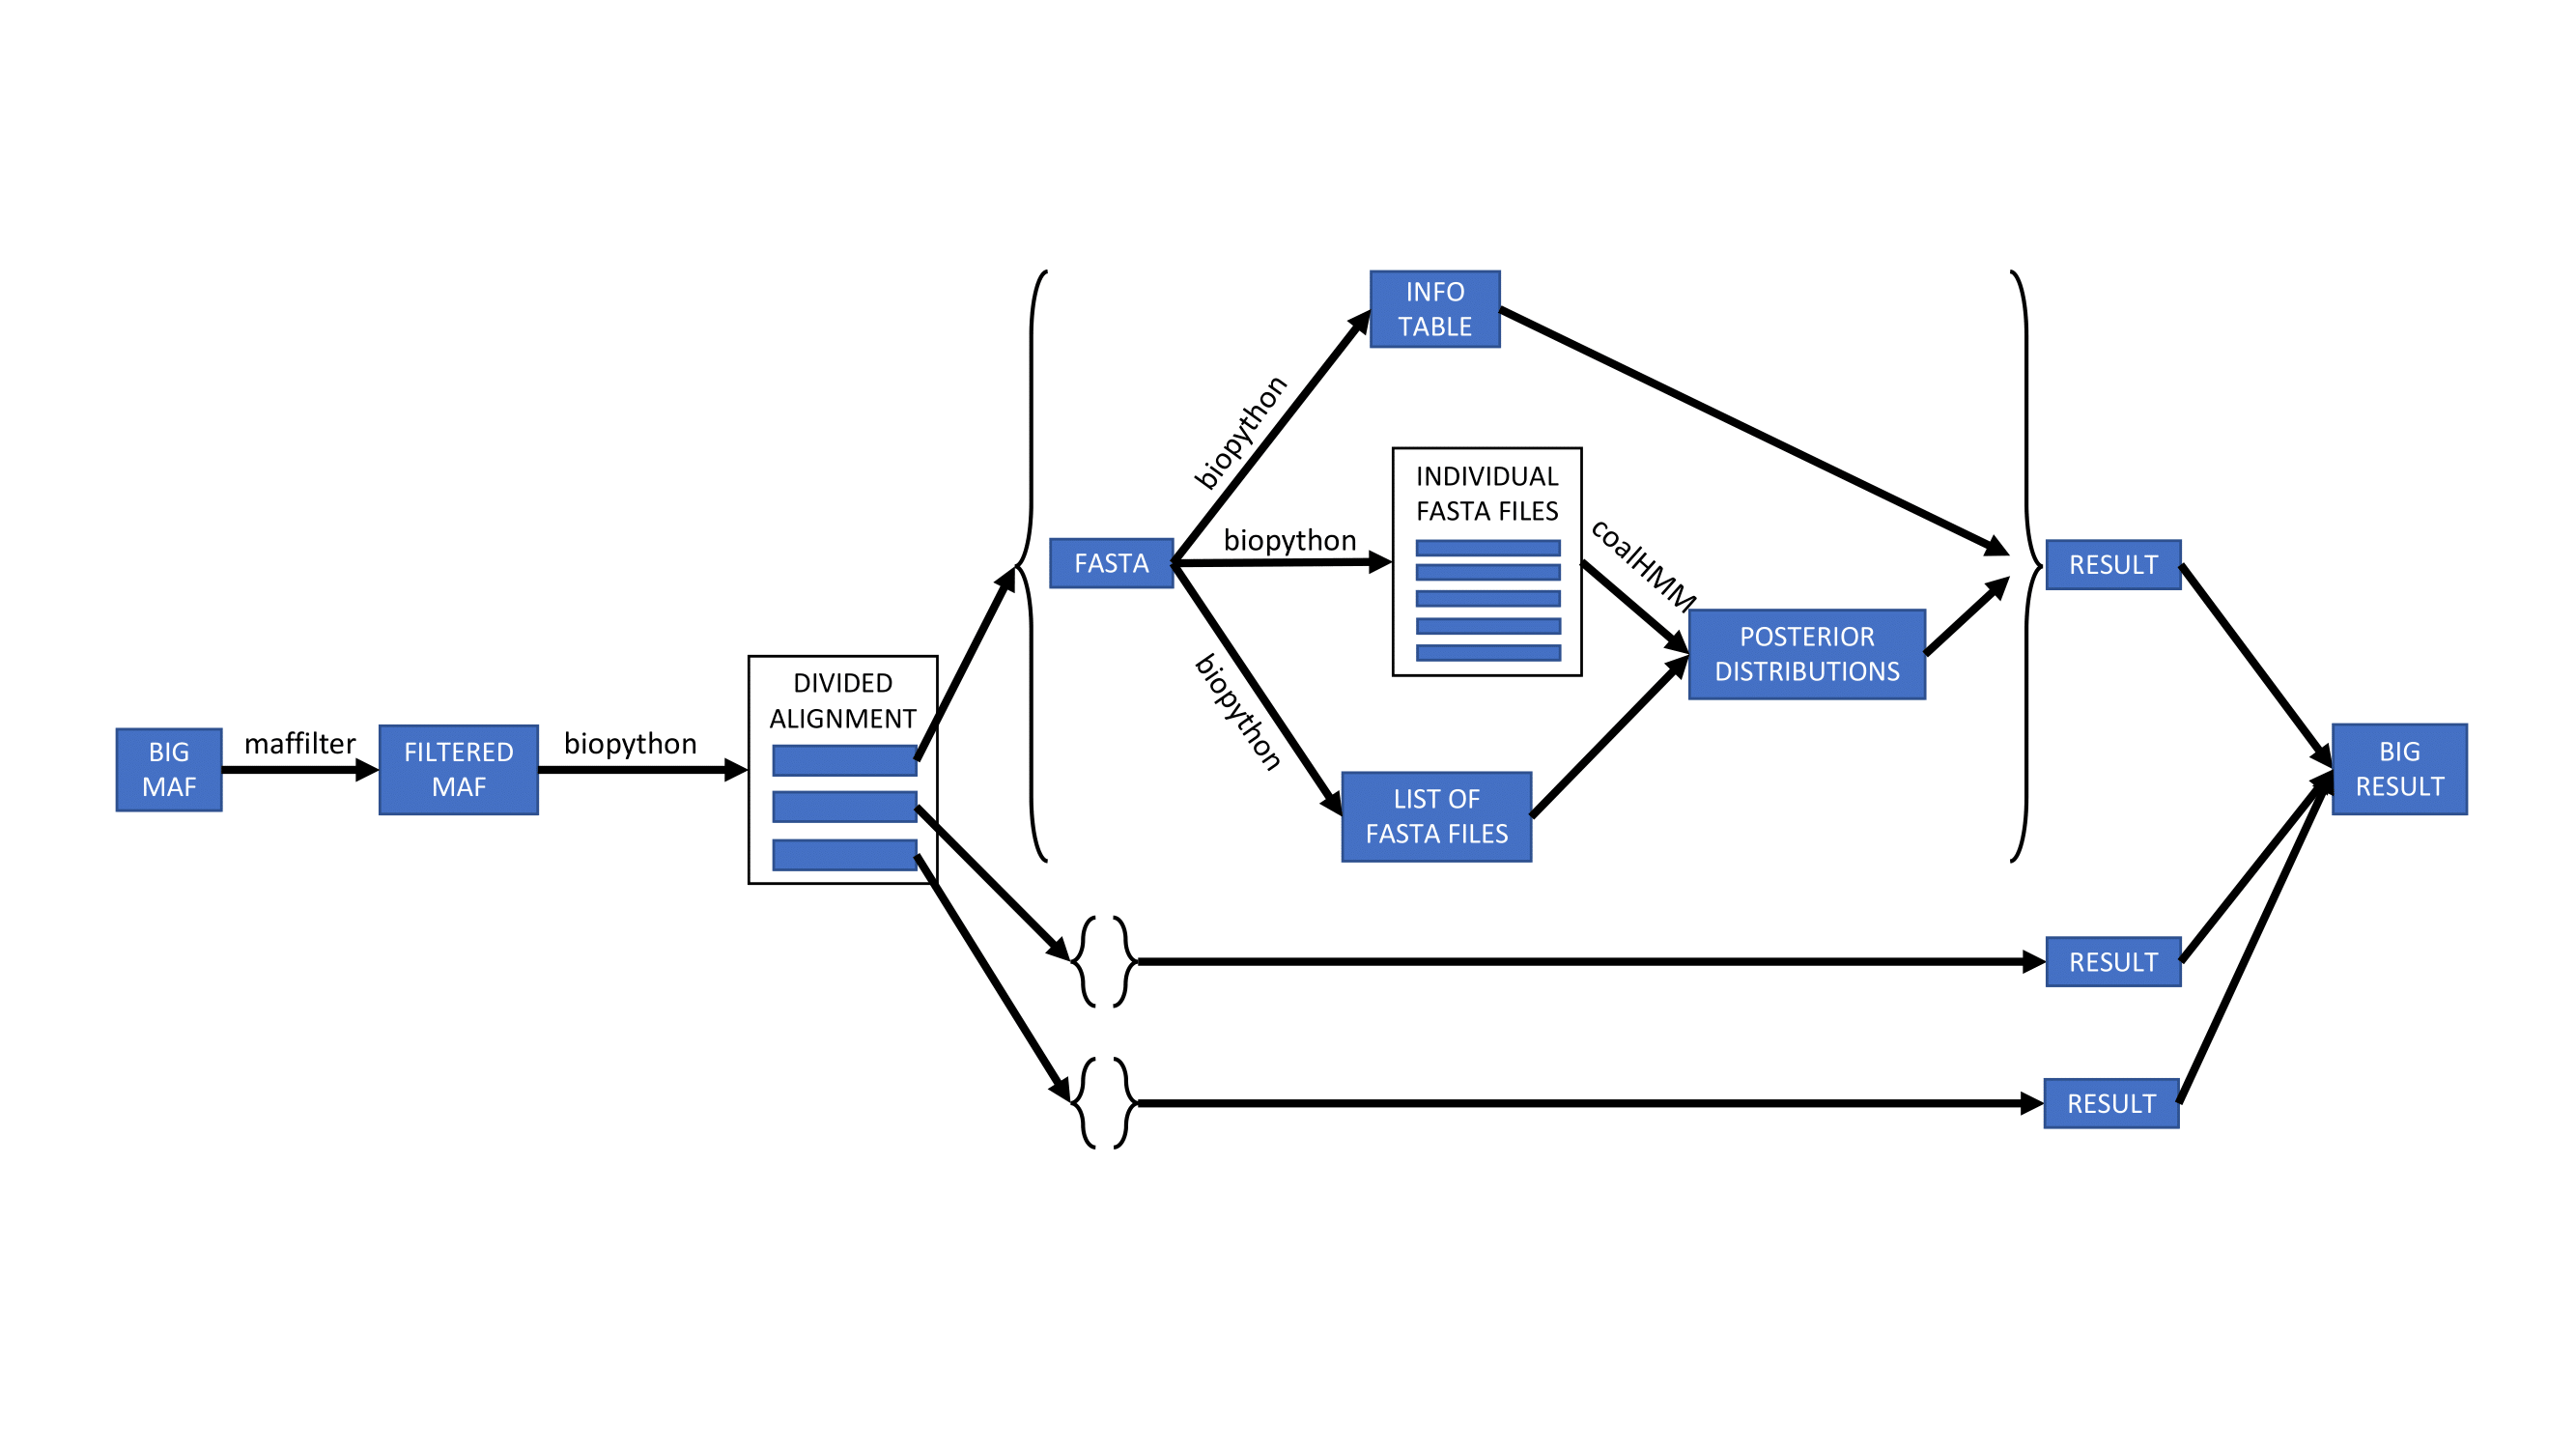 BIG
MAF
maffilter
FILTERED
MAF
biopython
DIVIDED
ALIGNMENT
FASTA
biopython
biopython
biopython
INFO
TABLE
INDIVIDUAL
FASTA FILES
LIST OF
FASTA FILES
coalHMM
POSTERIOR
DISTRIBUTIONS
RESULT
RESULT
RESULT
BIG
RESULT